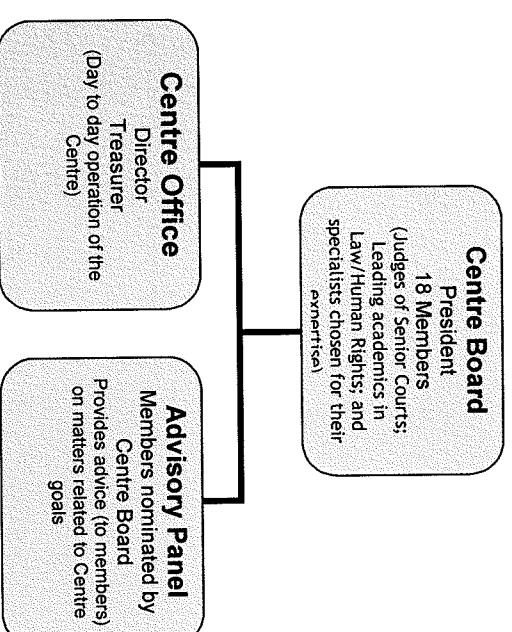 Centre Board
President
18 Members
(Judges of Senior Courts;
Leading academics in
Law/Human Rights; and
specialists chosen for their
expertise)
Centre Office
Director
Treasurer
(Day to day operation of the
Centre)
Advisory Panel
Members nominated by
Centre Board
Provides advice (to members)
on matters related to Centre
goals